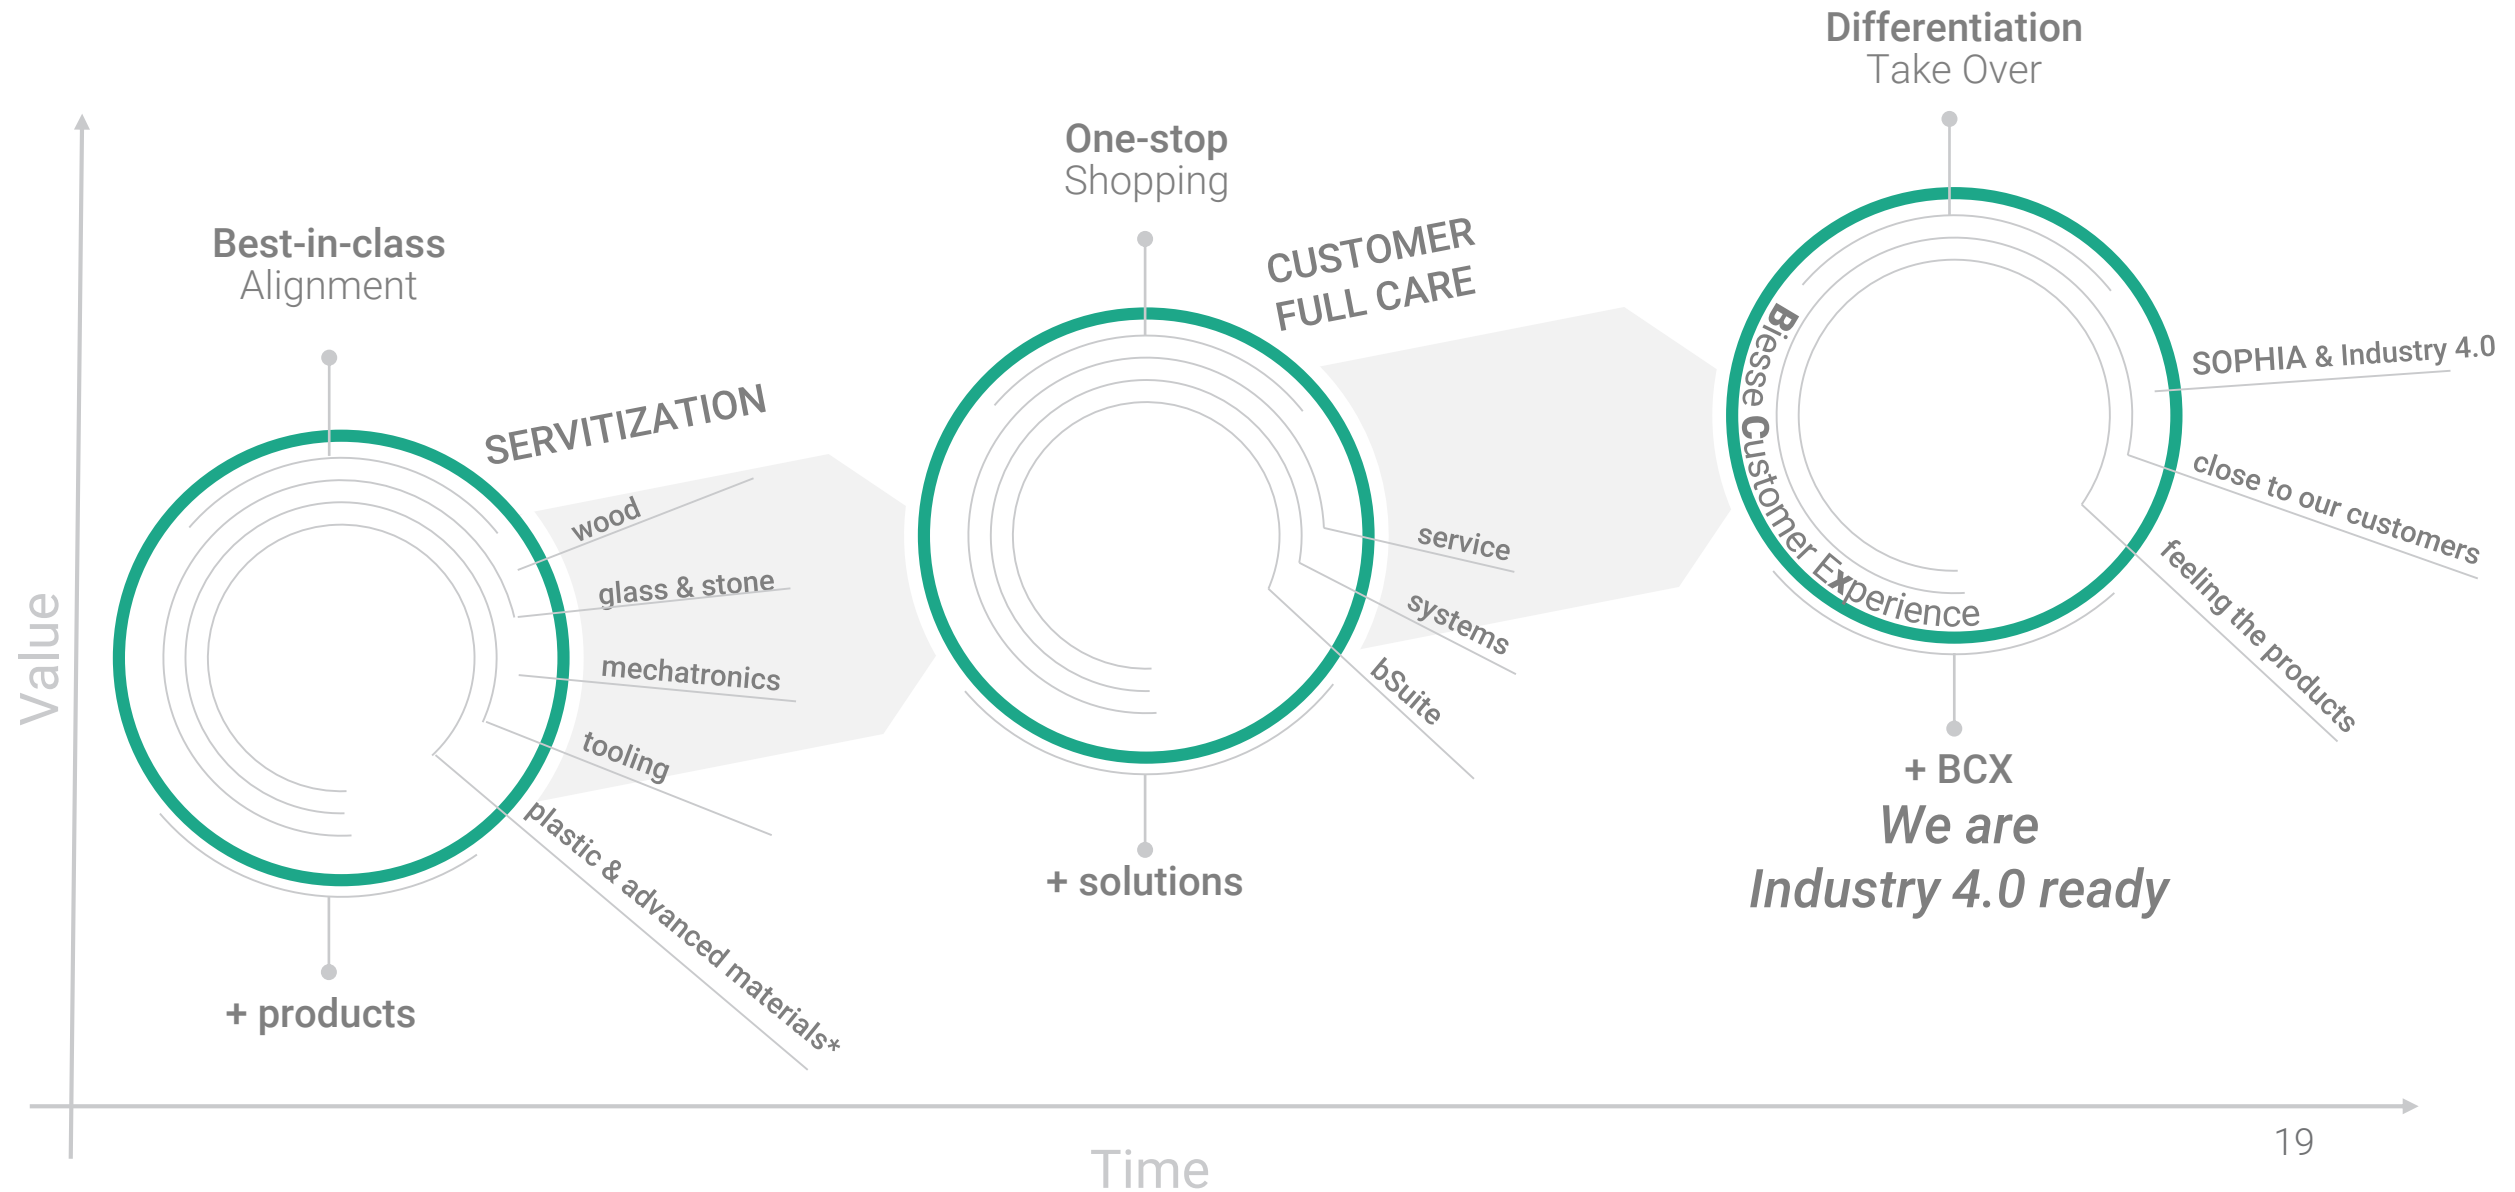 Differentiation
Take Over
One-stop
Shopping
Best-in-class
Alignment
CUSTOMER
FULL CARE
SERVITIZATION
Value
wood
glass & stone
mechatronics
tooling
plastic & advanced materials*
+ products
service
systems
bSuite
+ solutions
Biesse Customer Experience
SOPHIA & Industry 4.0
close to our customers
feeling the products
+ BCX
We are
Industry 4.0 ready
Time
19